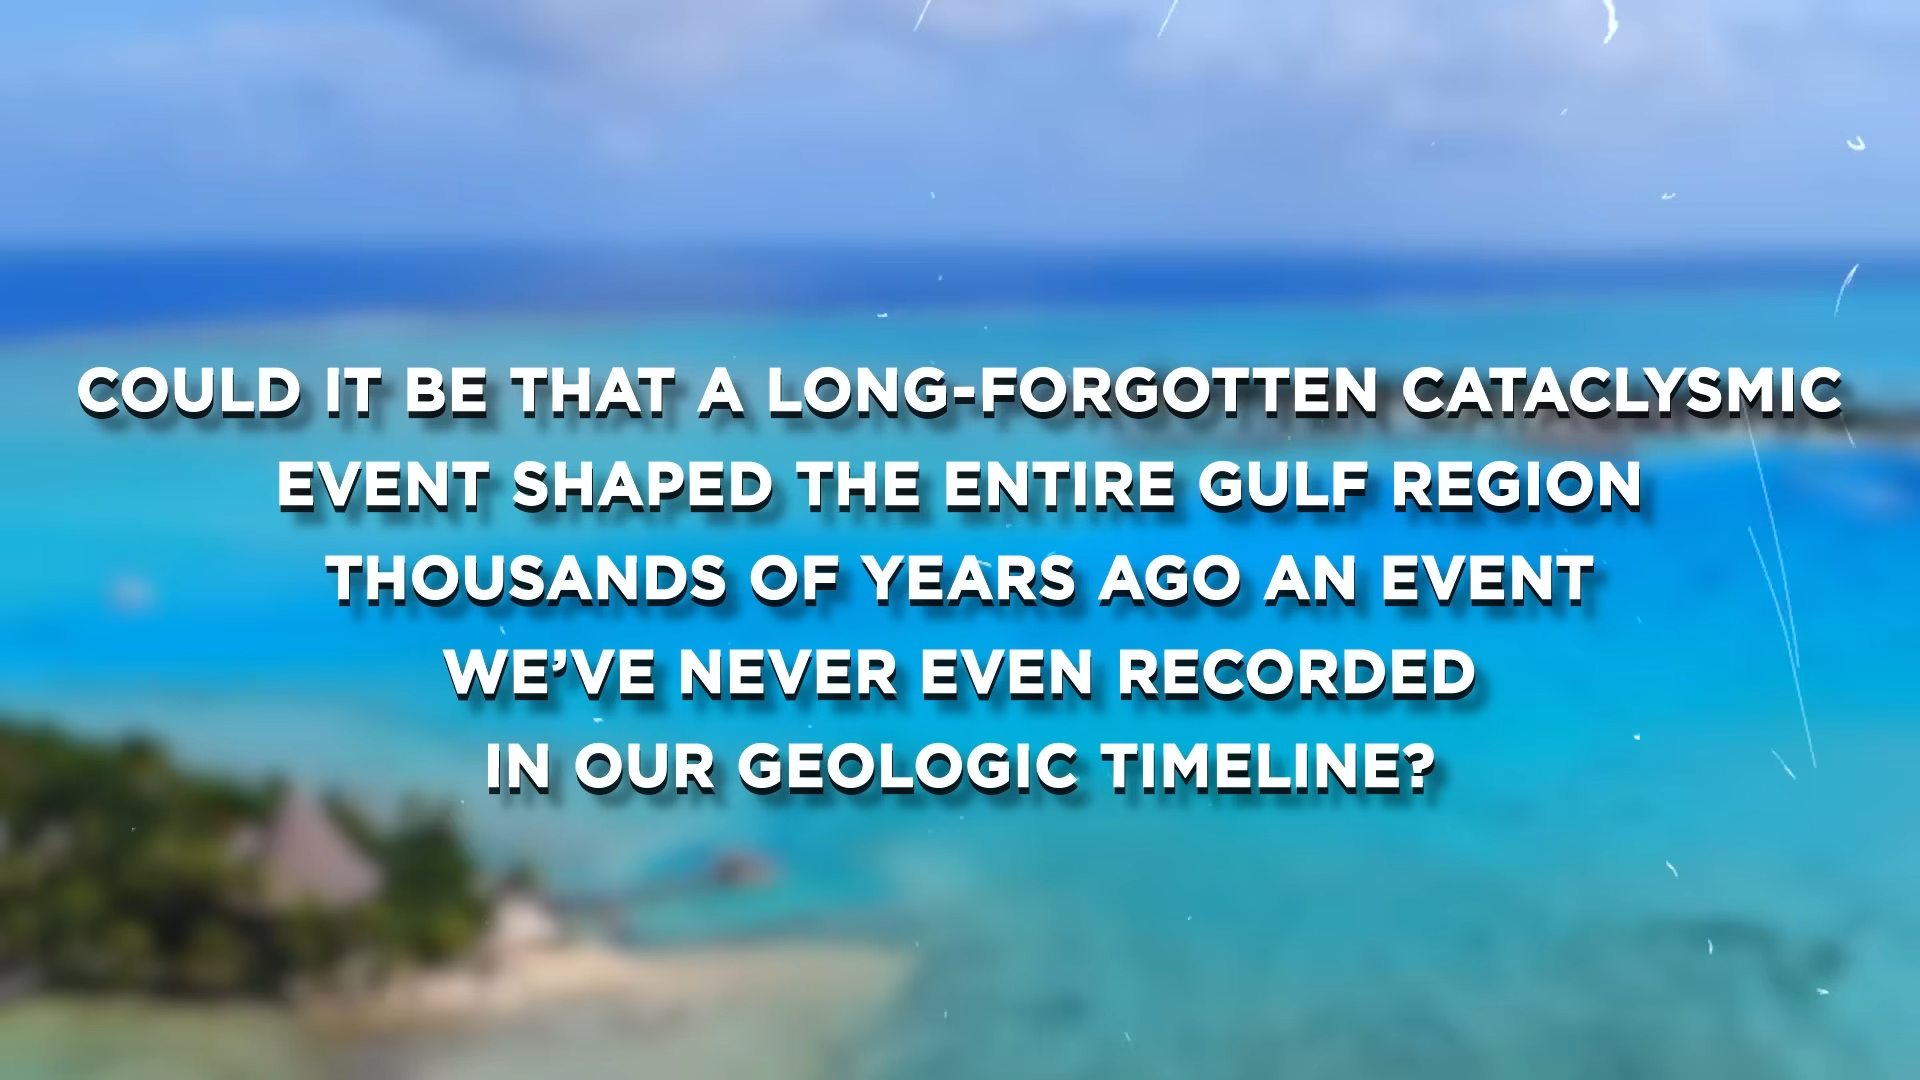 COULD IT BE THAT A LONG-FORGOTTEN CATACLYSMIC
EVENT SHAPED THE ENTIRE GULF REGION
THOUSANDS OF YEARS AGO AN EVENT
WE’VE NEVER EVEN RECORDED
IN OUR GEOLOGIC TIMELINE?